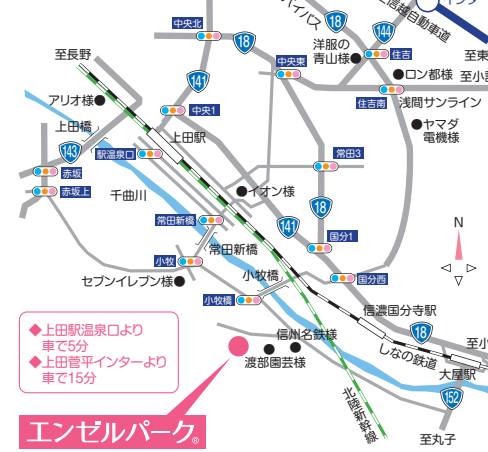 中央北
18
バイパス
上信越自動車道
18
144
洋服の
青山様
住吉
至長野
141
中央東
ロン都様
アリオ様
中央1
住吉南
浅間サンライン
上田橋
上田駅
ヤマダ
電機様
143
駅温泉口
常田3
赤坂
赤坂上
千曲川
イオン様
18
常田新橋
141
N
国分1
常田新橋
小牧
小牧橋
国分西
セブンイレブン様
小牧橋
信濃国分寺駅
◆上田駅温泉口より
車で5分
◆上田菅平インターより
車で15分
信州名鉄様
18
しなの鉄道
渡部園芸様
大屋駅
北陸新幹線
152
エンゼルパーク®
至丸子